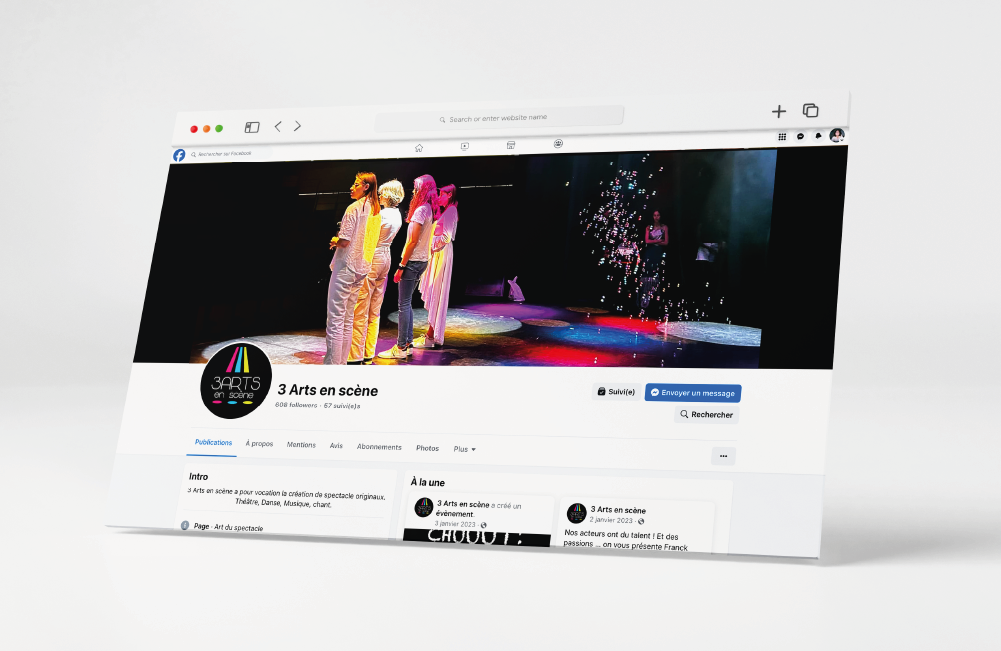 Search or enter website name
Rechercher sur Facebook
3ARTS
en scène
3 Arts en scène
608 followers · 57 suivi(e)s
Suivi(e)
Envoyer un message
Rechercher
Publications
À propos
Mentions
Avis
Abonnements
Photos
Plus
Intro
3 Arts en scène a pour vocation la création de spectacle originaux.
Théâtre, Danse, Musique, chant.
Page · Art du spectacle
À la une
3 Arts en scène a créé un
évènement.
3 janvier 2023 ·
CHOOOT!
3 Arts en scène
2 janvier 2023 ·
Nos acteurs ont du talent ! Et des
passions ... on vous présente Franck